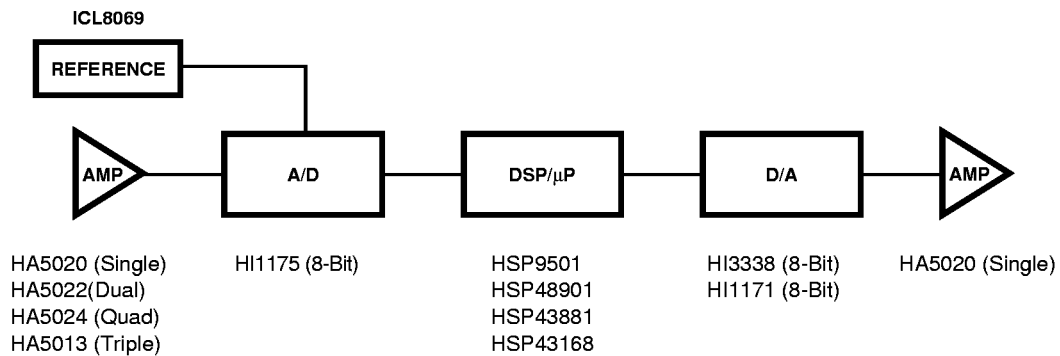 ICL8069
REFERENCE
AMP
A/D
DSP/μP
D/A
AMP
HA5020 (Single)
HA5022(Dual)
HA5024 (Quad)
HA5013 (Triple)
HI1175 (8-Bit)
HSP9501
HSP48901
HSP43881
HSP43168
HI3338 (8-Bit)
HI1171 (8-Bit)
HA5020 (Single)